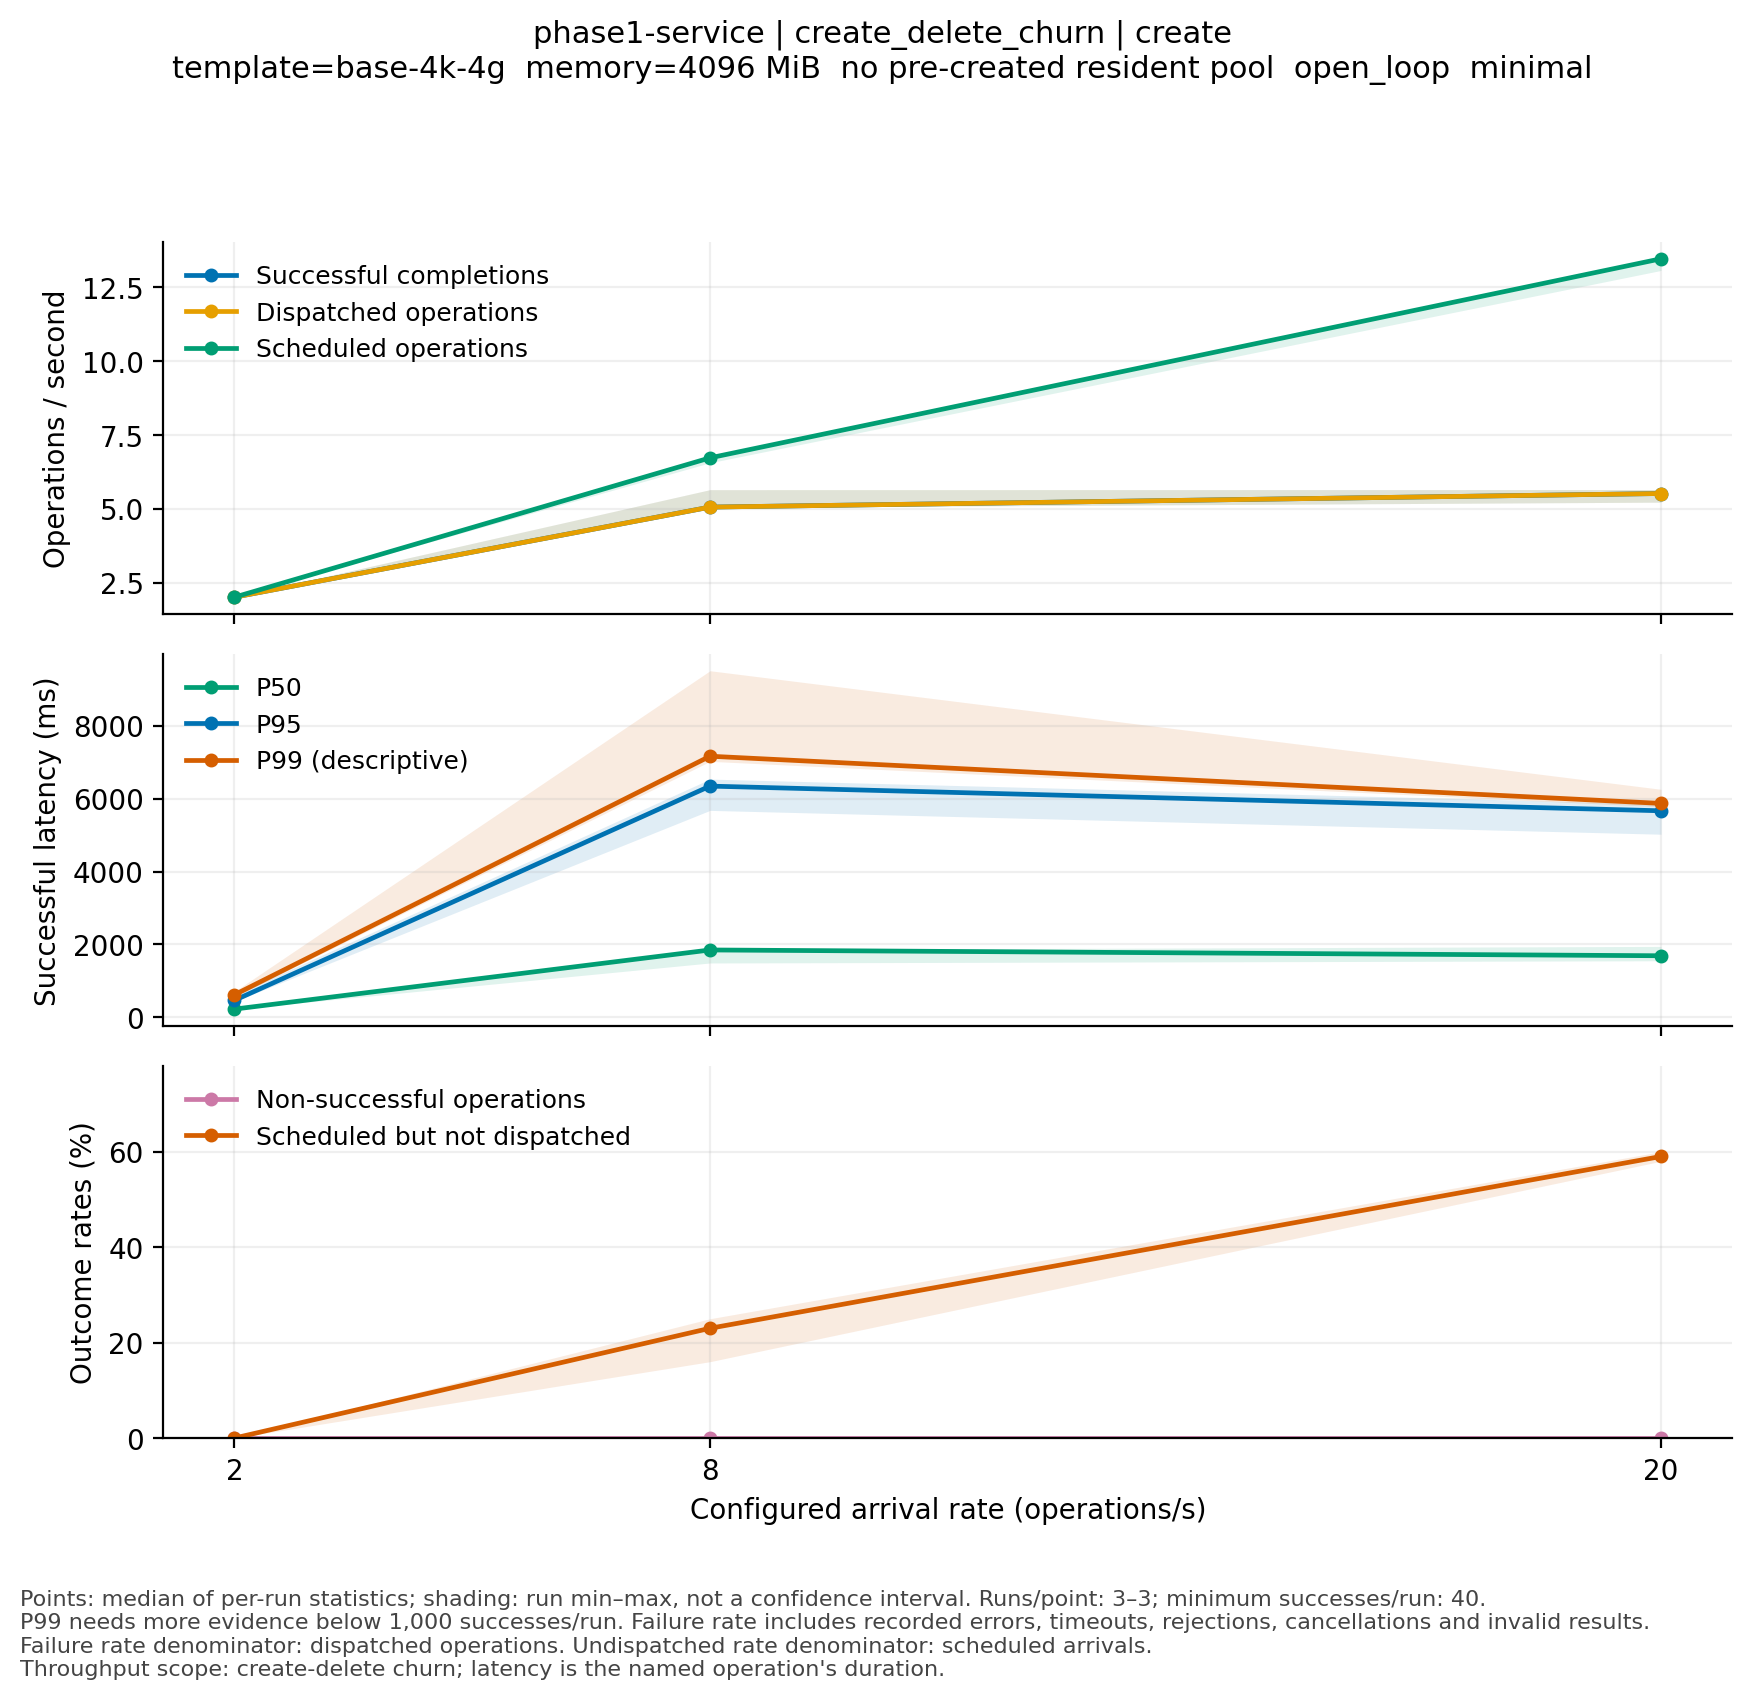 phase1-service | create_delete_churn | create
template=base-4k-4g  memory=4096 MiB  no pre-created resident pool  open_loop  minimal
Successful completions
Dispatched operations
Scheduled operations
Operations / second
12.5
10.0
7.5
5.0
2.5
P50
P95
P99 (descriptive)
Successful latency (ms)
8000
6000
4000
2000
0
Non-successful operations
Scheduled but not dispatched
Outcome rates (%)
60
40
20
0
2
8
20
Configured arrival rate (operations/s)
Points: median of per-run statistics; shading: run min–max, not a confidence interval. Runs/point: 3–3; minimum successes/run: 40.
P99 needs more evidence below 1,000 successes/run. Failure rate includes recorded errors, timeouts, rejections, cancellations and invalid results.
Failure rate denominator: dispatched operations. Undispatched rate denominator: scheduled arrivals.
Throughput scope: create-delete churn; latency is the named operation's duration.